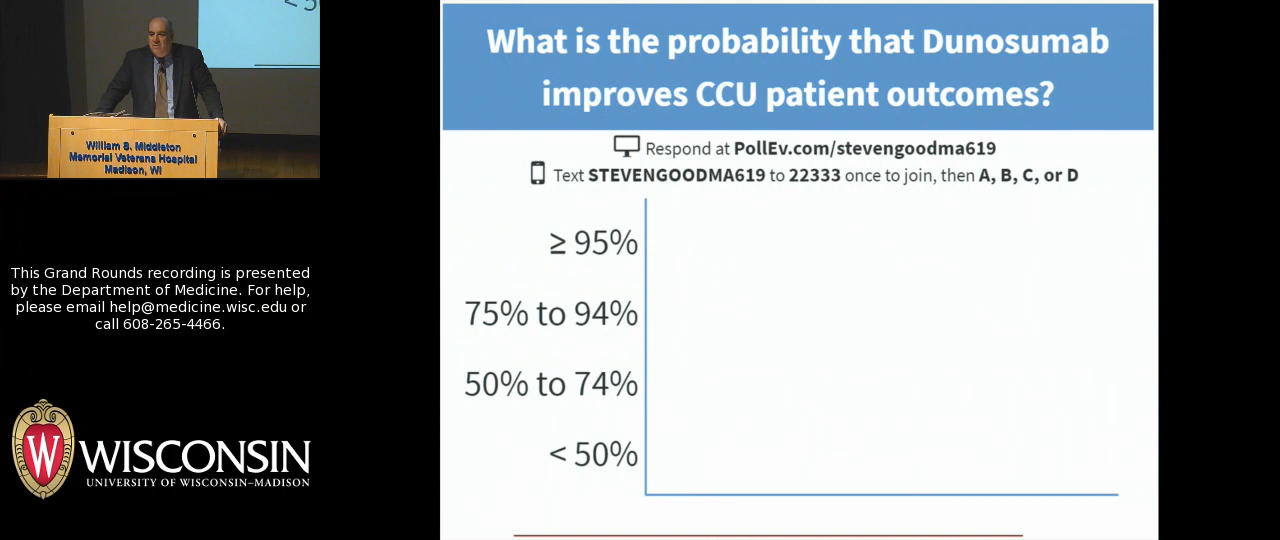 ≤ 5
William S. Middleton
Memorial Veterans Hospital
Madison, WI
This Grand Rounds recording is presented
by the Department of Medicine. For help,
please email help@medicine.wisc.edu or
call 608-265-4466.
W
WISCONSIN
UNIVERSITY OF WISCONSIN–MADISON
What is the probability that Dunosumab
improves CCU patient outcomes?
Respond at PollEv.com/stevengoodma619
Text STEVENGOODMA619 to 22333 once to join, then A, B, C, or D
≥ 95%
75% to 94%
50% to 74%
< 50%